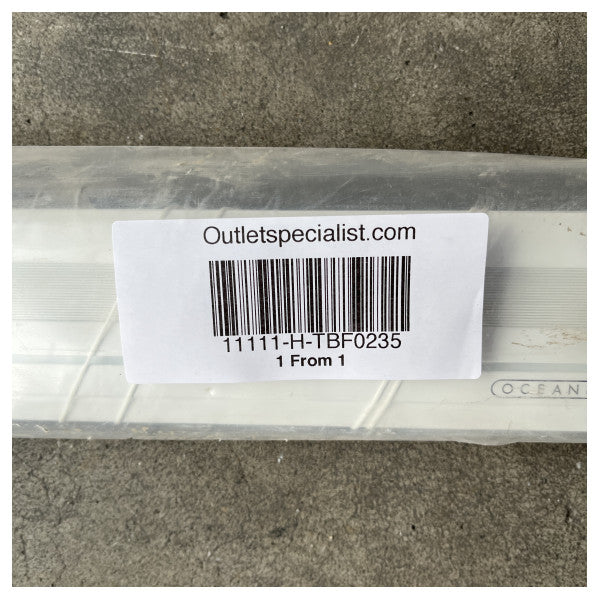 Outletspecialist.com
11111-H-TBF0235
1 From 1
OCEAN